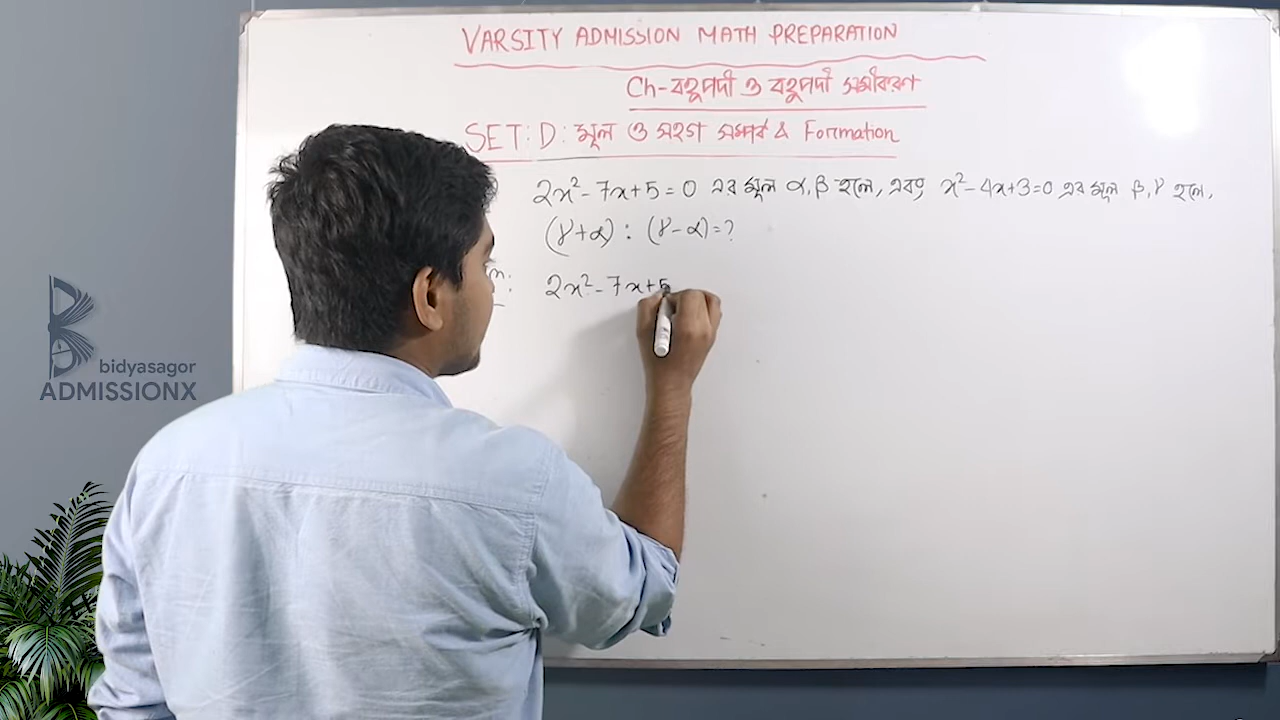 VARSITY ADMISSION MATH PREPARATION
Ch-বহুপদী ও বহুপদী সমীকরণ
SET: D: মূল ও সহগ সম্পর্ক & Formation
2x² - 7x + 5 = 0 এর মূল α, β হলে, এবং x² - 4x + 3 = 0 এর মূল β, γ হলে,
(γ + α) : (γ - α) = ?
n:
2x² - 7x + 5
bidyasagor
ADMISSIONX